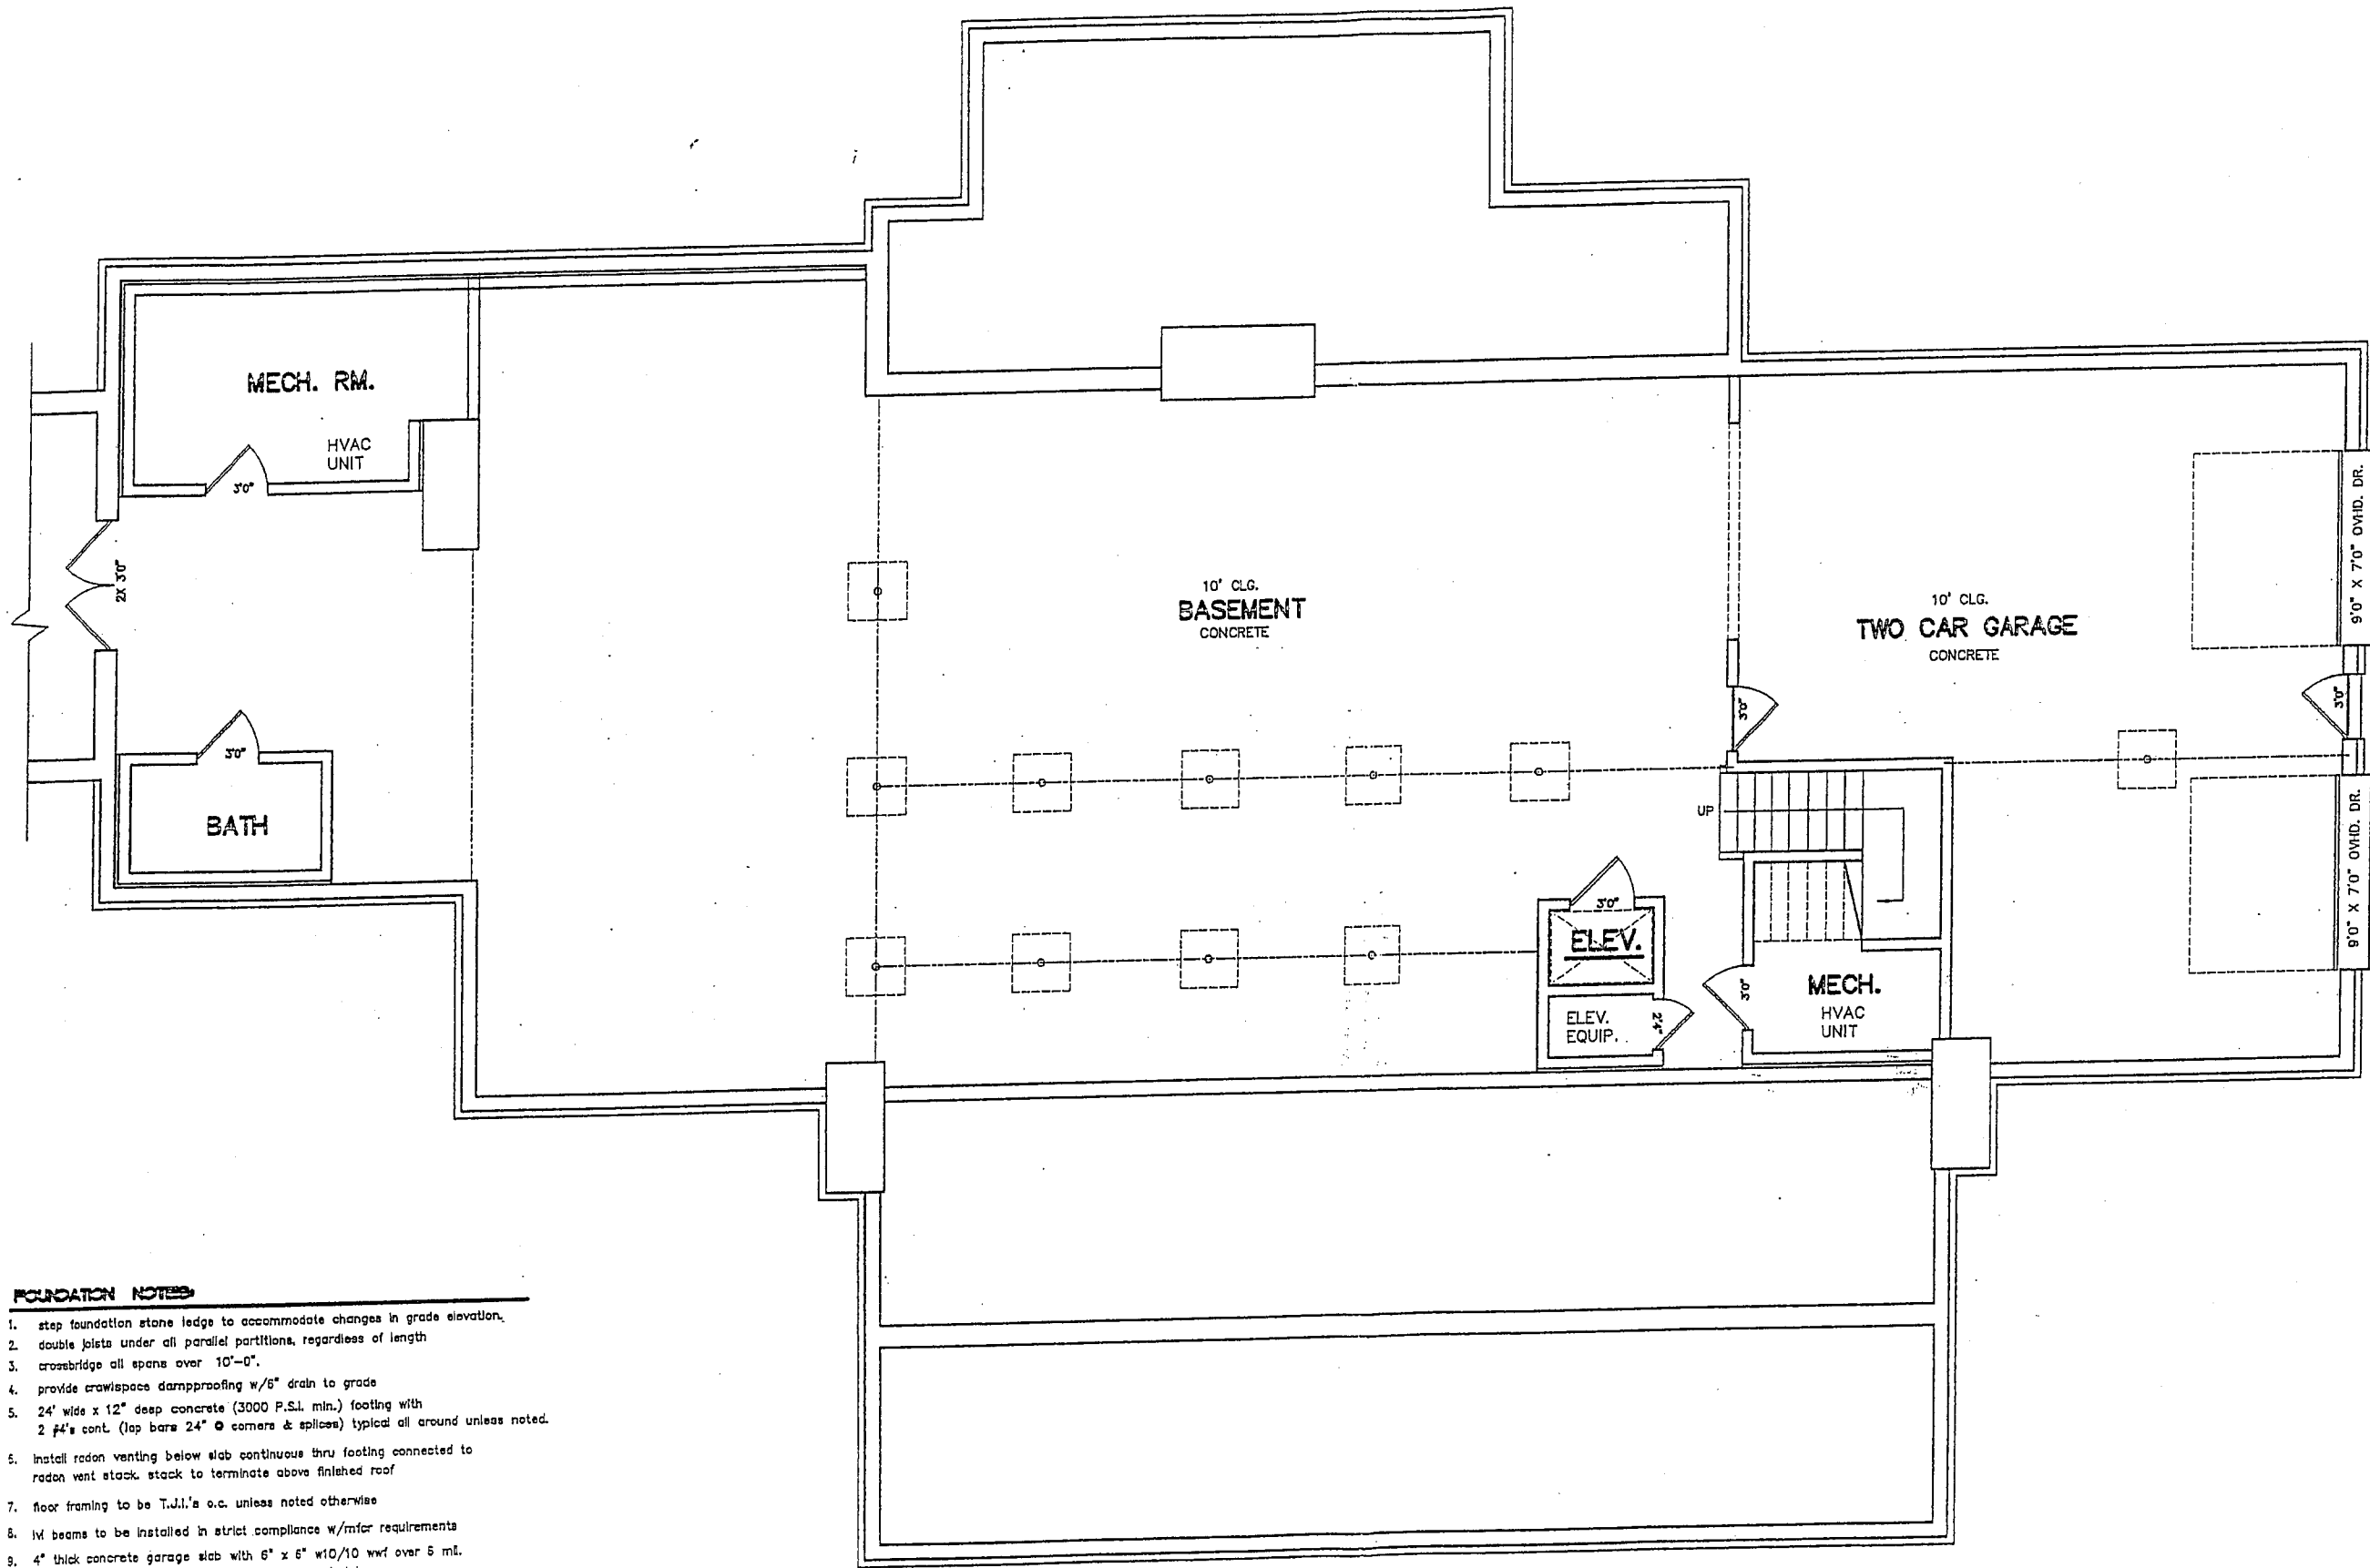 MECH. RM.
HVAC
UNIT
3'0"
2X 3'0"
3'0"
BATH
10' CLG.
BASEMENT
CONCRETE
10' CLG.
TWO CAR GARAGE
CONCRETE
9'0" X 7'0" OVHD. DR.
3'0"
3'0"
9'0" X 7'0" OVHD. DR.
UP
3'0"
ELEV.
ELEV.
EQUIP.
2'4"
3'0"
MECH.
HVAC
UNIT
FOUNDATION NOTES:
1. step foundation stone ledge to accommodate changes in grade elevation.
2. double joists under all parallel partitions, regardless of length
3. crossbridge all spans over 10'-0".
4. provide crawlspace dampproofing w/6" drain to grade
5. 24' wide x 12" deep concrete (3000 P.S.I. min.) footing with
2 #4's cont. (lap bars 24" @ corners & splices) typical all around unless noted.
6. install radon venting below slab continuous thru footing connected to
radon vent stack. stack to terminate above finished roof
7. floor framing to be T.J.I.'s o.c. unless noted otherwise
8. lvl beams to be installed in strict compliance w/mfcr requirements
9. 4" thick concrete garage slab with 6" x 6" w10/10 wwf over 6 mil.